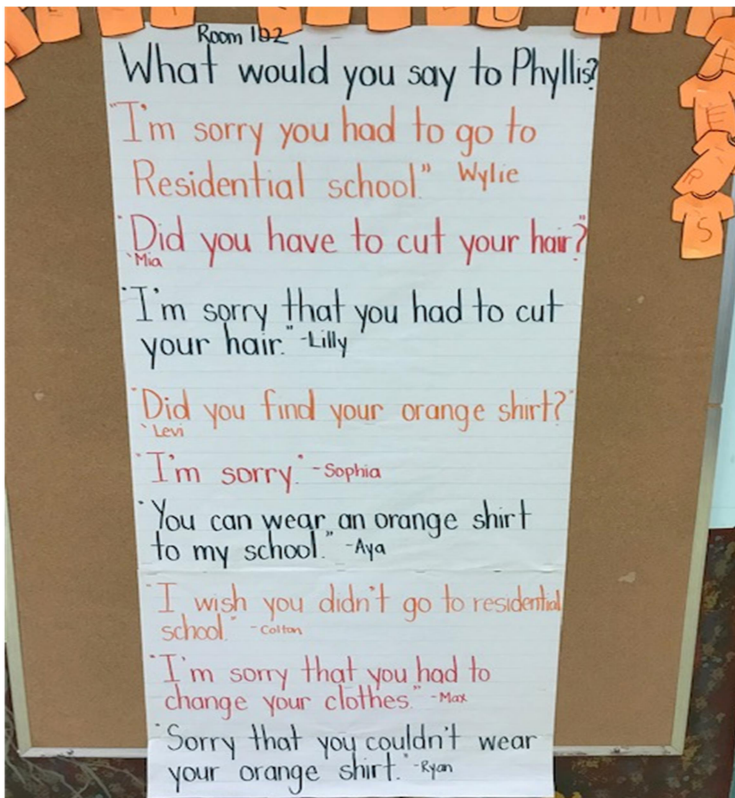 Room 102
What would you say to Phyllis?
"I'm sorry you had to go to
Residential school." Wylie
"Did you have to cut your hair?"
`Mia
"I'm sorry that you had to cut
your hair." -Lilly
"Did you find your orange shirt?"
`Levi
"I'm sorry." -Sophia
"You can wear an orange shirt
to my school." -Aya
"I wish you didn't go to residential
school." -Colton
"I'm sorry that you had to
change your clothes." -Max
"Sorry that you couldn't wear
your orange shirt." -Ryan